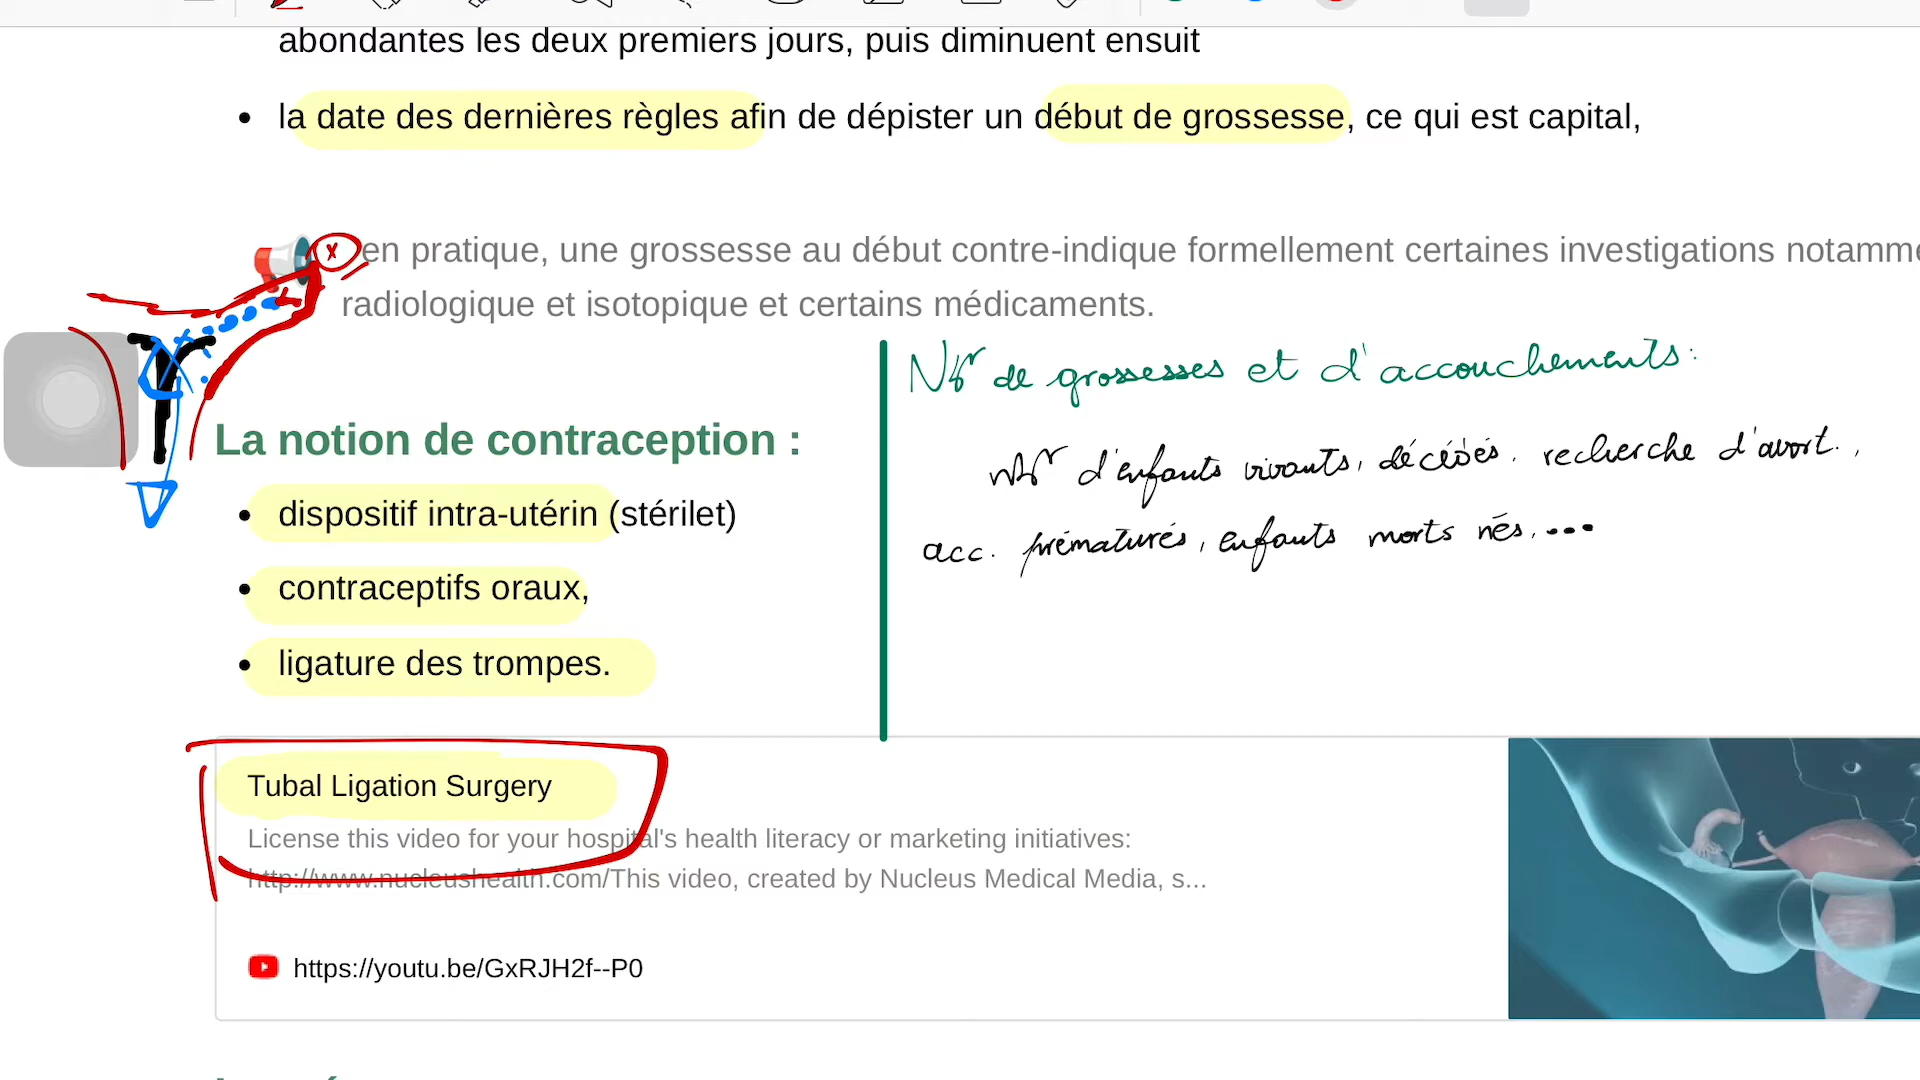 abondantes les deux premiers jours, puis diminuent ensuit
la date des dernières règles afin de dépister un début de grossesse, ce qui est capital,
en pratique, une grossesse au début contre-indique formellement certaines investigations notamme
radiologique et isotopique et certains médicaments.
Nbr de grossesses et d'accouchements:
nbr d'enfants vivants, décédés. recherche d'avort.,
acc. prématurés, enfants morts nés, ...
La notion de contraception :
dispositif intra-utérin (stérilet)
contraceptifs oraux,
ligature des trompes.
Tubal Ligation Surgery
License this video for your hospital's health literacy or marketing initiatives:
http://www.nucleushealth.com/This video, created by Nucleus Medical Media, s...
https://youtu.be/GxRJH2f--P0